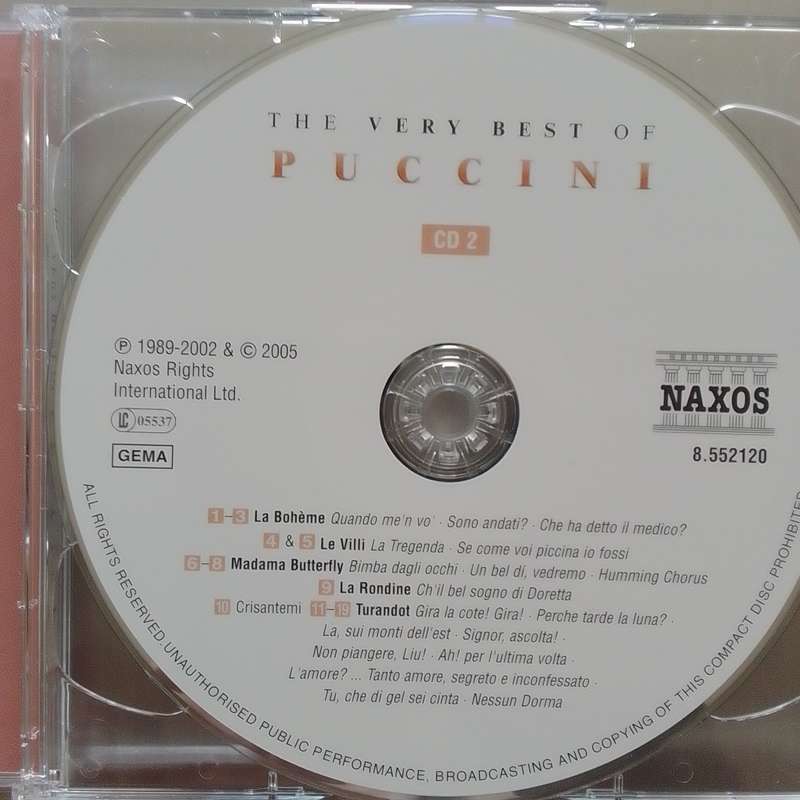 THE VERY BEST OF
PUCCINI
CD 2
℗ 1989-2002 & © 2005
Naxos Rights
International Ltd.
LC 05537
GEMA
NAXOS
8.552120
1–3 La Bohème Quando me'n vo' · Sono andati? · Che ha detto il medico?
4 & 5 Le Villi La Tregenda · Se come voi piccina io fossi
6–8 Madama Butterfly Bimba dagli occhi · Un bel dí, vedremo · Humming Chorus
9 La Rondine Ch'il bel sogno di Doretta
10 Crisantemi 11–19 Turandot Gira la cote! Gira! · Perche tarde la luna? ·
La, sui monti dell'est · Signor, ascolta! ·
Non piangere, Liu! · Ah! per l'ultima volta ·
L'amore? ... Tanto amore, segreto e inconfessato ·
Tu, che di gel sei cinta · Nessun Dorma
ALL RIGHTS RESERVED. UNAUTHORISED PUBLIC PERFORMANCE, BROADCASTING AND COPYING OF THIS COMPACT DISC PROHIBITED